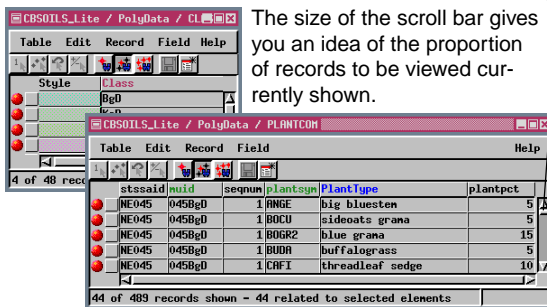 CBSOILS_Lite / PolyData / CL
Table Edit Record Field Help
Style Class
BgD
4 of 48 reco
The size of the scroll bar gives
you an idea of the proportion
of records to be viewed cur-
rently shown.
CBSOILS_Lite / PolyData / PLANTCOM
Table Edit Record Field Help
stssaid muid seqnum plantsym PlantType plantpct
NE045 045BgD 1 ANGE big bluestem 5
NE045 045BgD 1 BOCU sideoats grama 5
NE045 045BgD 1 BOGR2 blue grama 15
NE045 045BgD 1 BUDA buffalograss 5
NE045 045BgD 1 CAFI threadleaf sedge 10
44 of 489 records shown - 44 related to selected elements